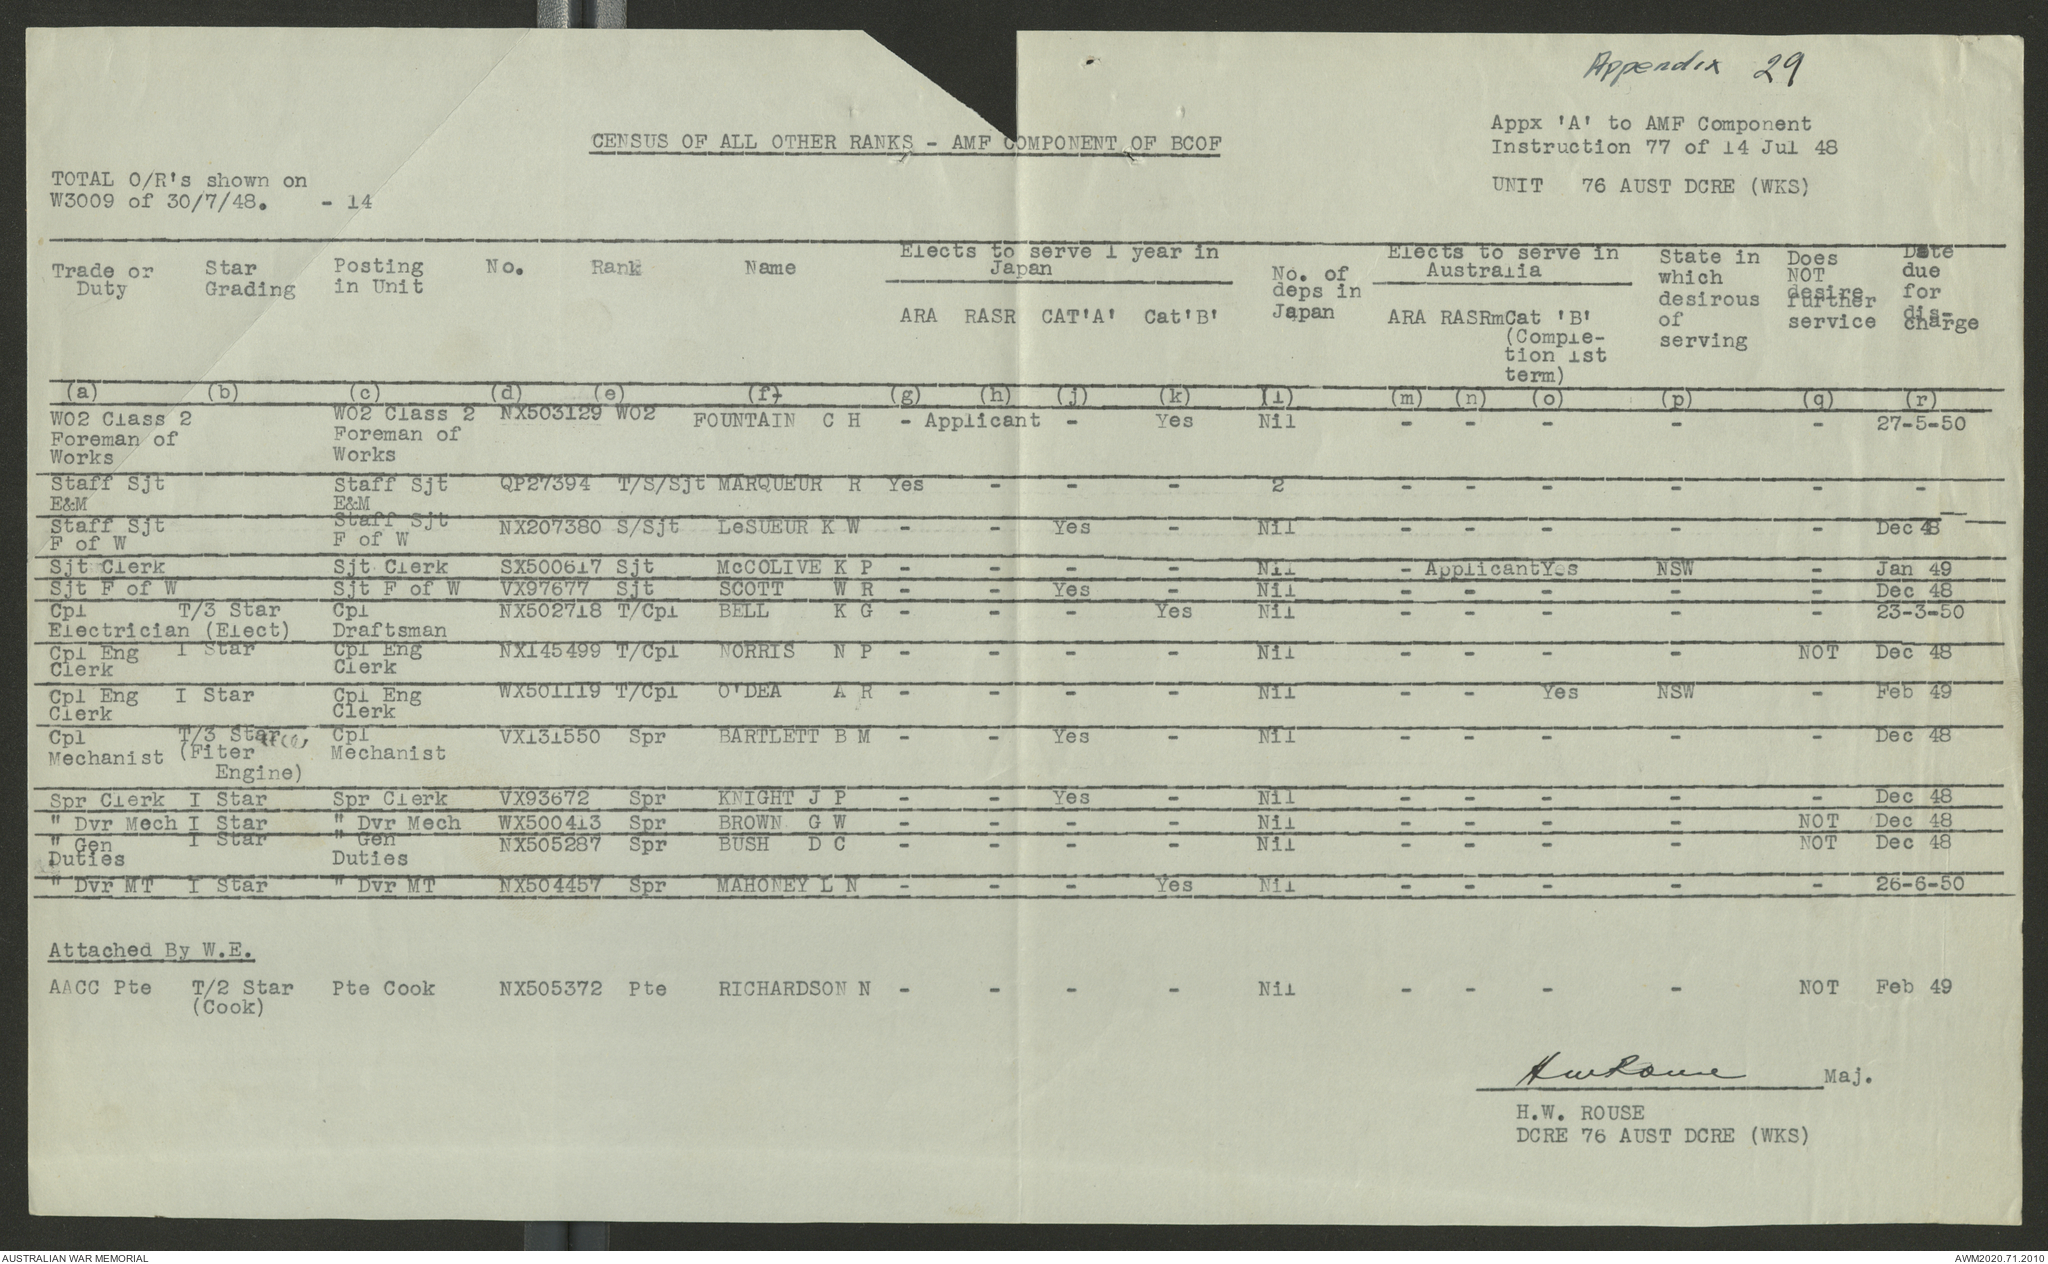 Appendix 29
Appx 'A' to AMF Component
Instruction 77 of 14 Jul 48
UNIT 76 AUST DCRE (WKS)
CENSUS OF ALL OTHER RANKS - AMF COMPONENT OF BCOF
TOTAL O/R's shown on
W3009 of 30/7/48. - 14
Trade or Duty Star Grading Posting in Unit No. Rank Name Elects to serve 1 year in Japan No. of deps in Japan Elects to serve in Australia State in which desirous of serving Does NOT desire further service Date due for dis-charge
ARA RASR CAT'A' Cat'B' ARA RASRmCat 'B' (Comple-tion 1st term)
(a) (b) (c) (d) (e) (f) (g) (h) (j) (k) (l) (m) (n) (o) (p) (q) (r)
WO2 Class 2 WO2 Class 2 NX503129 WO2 FOUNTAIN C H - Applicant - Yes Nil - - - - - 27-5-50
Foreman of Foreman of
Works Works
Staff Sjt Staff Sjt QP27394 T/S/Sjt MARQUEUR R Yes - - - 2 - - - - - -
E&M E&M
Staff Sjt Staff Sjt NX207380 S/Sjt LeSUEUR K W - - Yes - Nil - - - - - Dec 48
F of W F of W
Sjt Clerk Sjt Clerk SX500617 Sjt McCOLIVE K P - - - - Nil - Applicant Yes NSW - Jan 49
Sjt F of W Sjt F of W VX97677 Sjt SCOTT W R - - Yes - Nil - - - - - Dec 48
Cpl T/3 Star Cpl NX502718 T/Cpl BELL K G - - - Yes Nil - - - - - 23-3-50
Electrician (Elect) Draftsman
Cpl Eng I Star Cpl Eng NX145499 T/Cpl NORRIS N P - - - - Nil - - - - NOT Dec 48
Clerk Clerk
Cpl Eng I Star Cpl Eng WX501119 T/Cpl O'DEA A R - - - - Nil - - Yes NSW - Feb 49
Clerk Clerk
Cpl T/3 Star Cpl VX131550 Spr BARTLETT B M - - Yes - Nil - - - - - Dec 48
Mechanist (Fiter Mechanist
Engine)
Spr Clerk I Star Spr Clerk VX93672 Spr KNIGHT J P - - Yes - Nil - - - - - Dec 48
" Dvr Mech I Star " Dvr Mech WX500413 Spr BROWN G W - - - - Nil - - - - NOT Dec 48
" Gen I Star " Gen NX505287 Spr BUSH D C - - - - Nil - - - - NOT Dec 48
Duties Duties
" Dvr MT I Star " Dvr MT NX504457 Spr MAHONEY L N - - - Yes Nil - - - - - 26-6-50
Attached By W.E.
AACC Pte T/2 Star Pte Cook NX505372 Pte RICHARDSON N - - - - Nil - - - - NOT Feb 49
(Cook)
HWRouse Maj.
H.W. ROUSE
DCRE 76 AUST DCRE (WKS)
AUSTRALIAN WAR MEMORIAL
AWM2020.71.2010